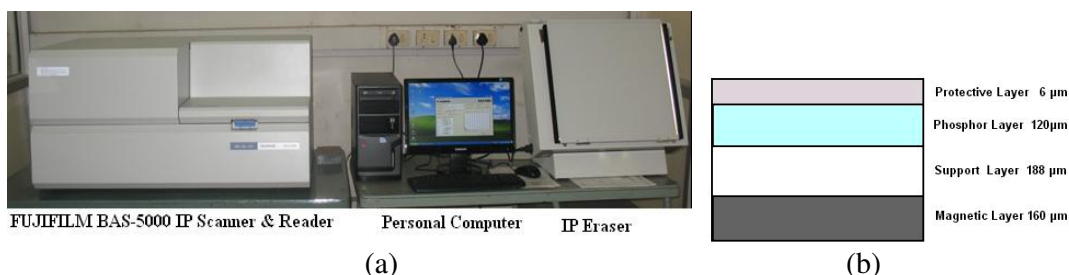 Protective Layer 6 µm
Phosphor Layer 120µm
Support Layer 188 µm
Magnetic Layer 160 µm
FUJIFILM BAS-5000 IP Scanner & Reader
Personal Computer
IP Eraser
(a)
(b)